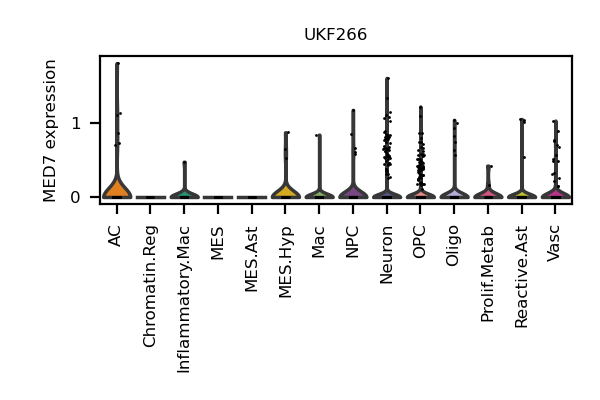 UKF266
MED7 expression
1
0
AC
Chromatin.Reg
Inflammatory.Mac
MES
MES.Ast
MES.Hyp
Mac
NPC
Neuron
OPC
Oligo
Prolif.Metab
Reactive.Ast
Vasc